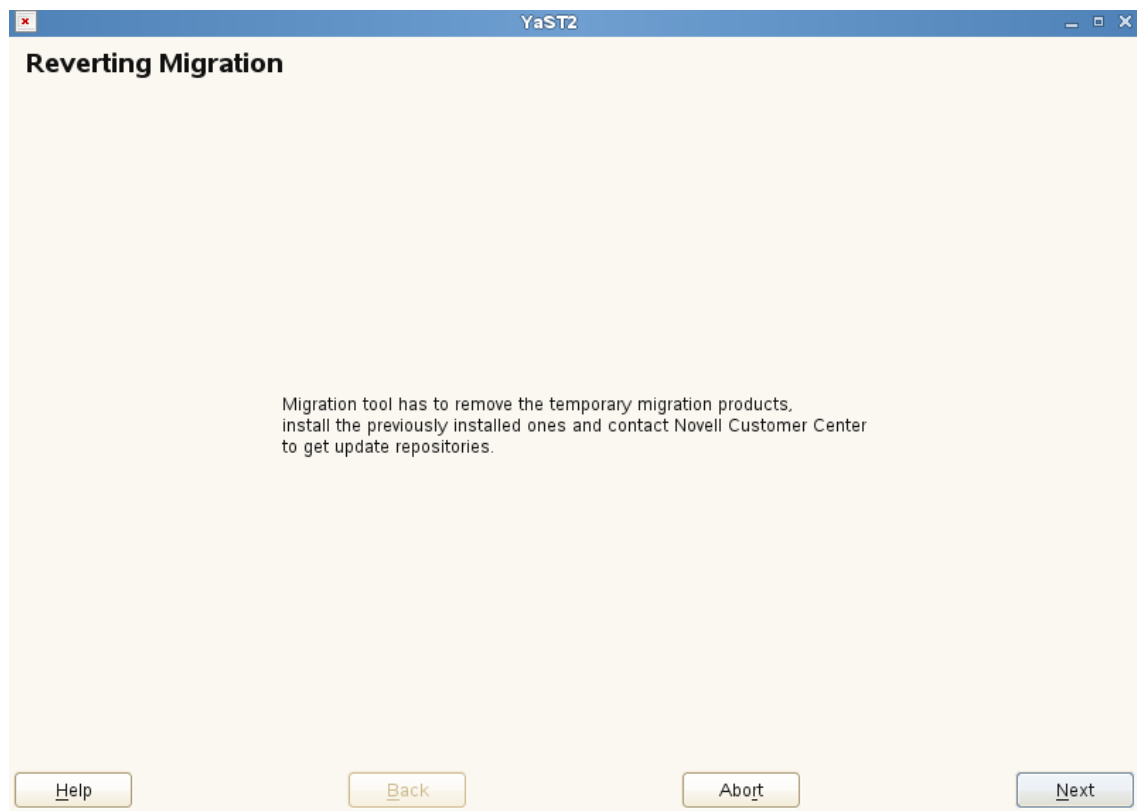 YaST2
Reverting Migration
Migration tool has to remove the temporary migration products,
install the previously installed ones and contact Novell Customer Center
to get update repositories.
Help
Back
Abort
Next